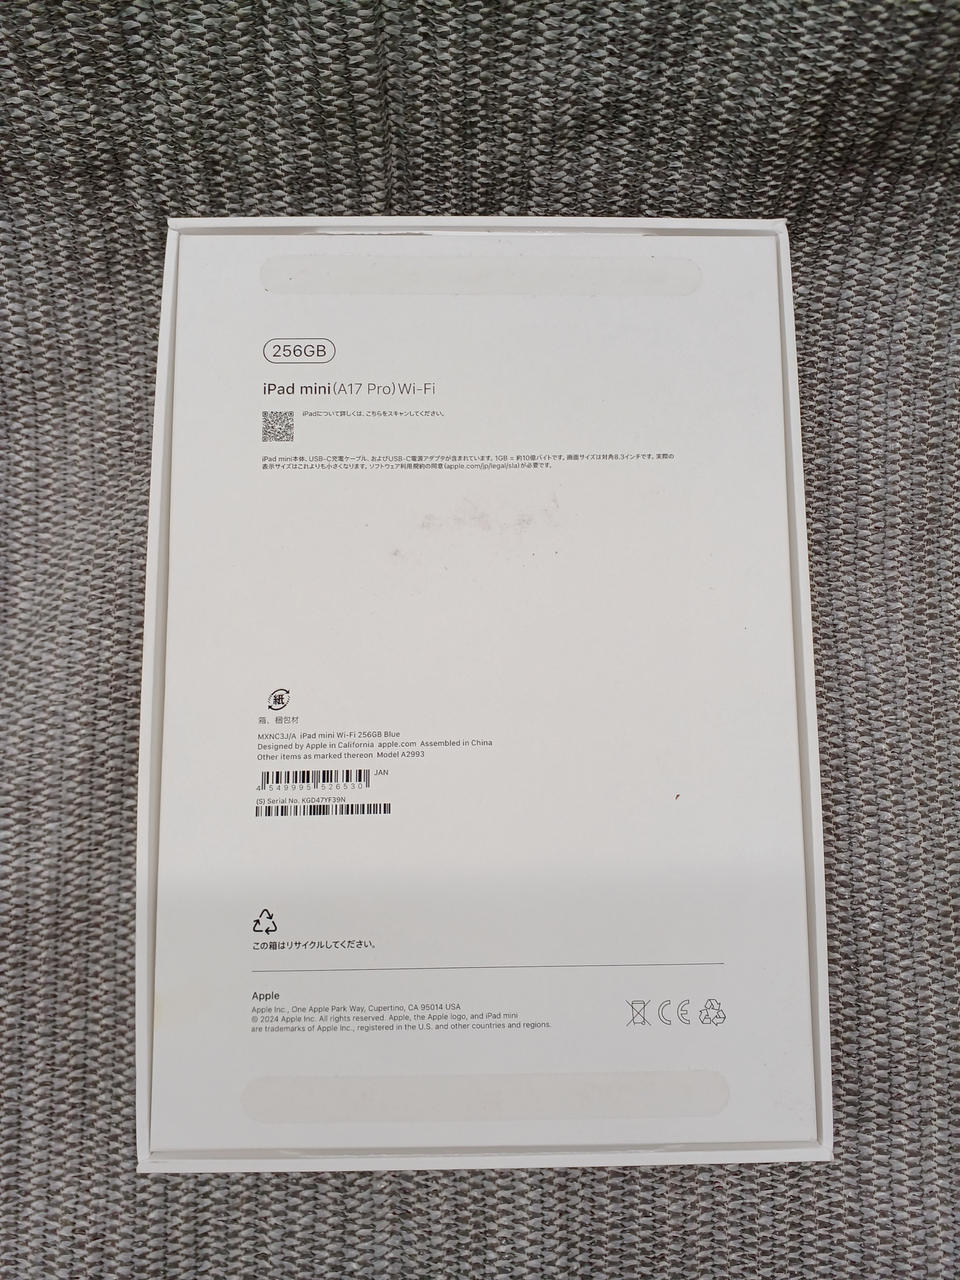 256GB
iPad mini(A17 Pro)Wi-Fi
iPadについて詳しくは、こちらをスキャンしてください。
iPad mini本体、USB-C充電ケーブル、およびUSB-C電源アダプタが含まれています。1GB = 約10億バイトです。画面サイズは対角8.3インチです。実際の
表示サイズはこれよりも小さくなります。ソフトウェア利用規約の同意(apple.com/jp/legal/sla)が必要です。
紙
箱、梱包材
MXNC3J/A iPad mini Wi-Fi 256GB Blue
Designed by Apple in California apple.com Assembled in China
Other items as marked thereon Model A2993
JAN
4 549995 526530
(S) Serial No. KGD47YF39N
この箱はリサイクルしてください。
Apple
Apple Inc., One Apple Park Way, Cupertino, CA 95014 USA
© 2024 Apple Inc. All rights reserved. Apple, the Apple logo, and iPad mini
are trademarks of Apple Inc., registered in the U.S. and other countries and regions.
CE